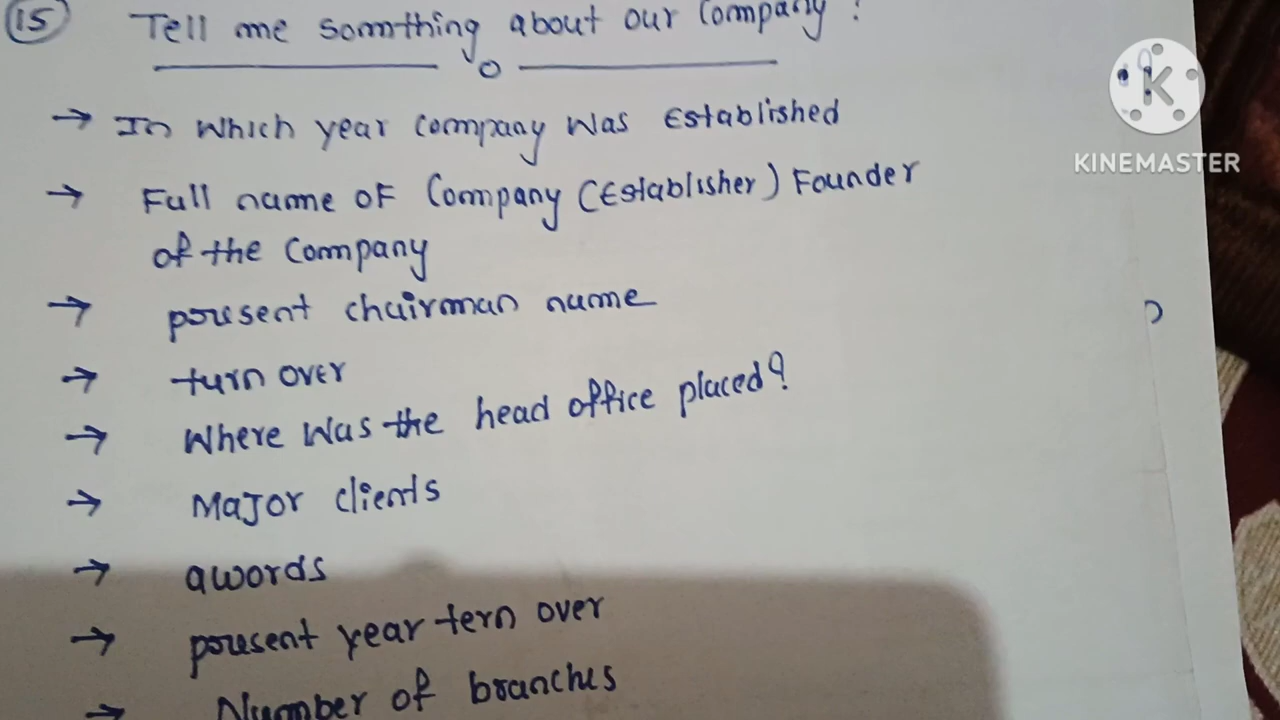 15 Tell me somthing about our Company?
→ In Which year company Was Established
→ Full name of Company (Establisher) Founder
of the Company
→ present chairman name
→ turn over
→ Where Was the head office placed?
→ Major clients
→ awords
→ present year tern over
→ Number of branches
KINEMASTER